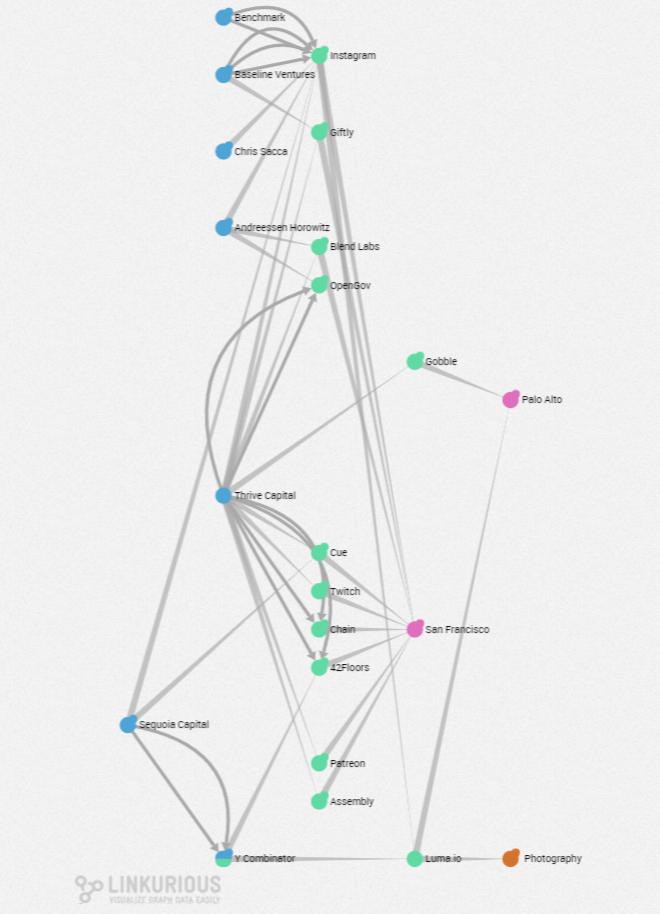 Benchmark
Instagram
Baseline Ventures
Giftly
Chris Sacca
Andreessen Horowitz
Blend Labs
OpenGov
Gobble
Palo Alto
Thrive Capital
Cue
Twitch
Chain
San Francisco
42Floors
Sequoia Capital
Patreon
Assembly
Y Combinator
Luma.io
Photography
LINKURIOUS
VISUALIZE GRAPH DATA EASILY